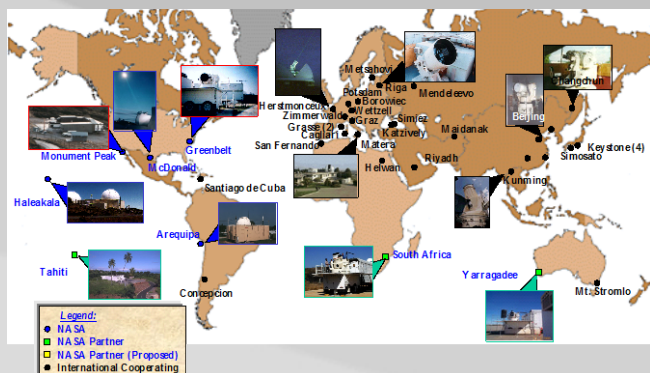 Metsahovi
Riga
Mendeleevo
Changchun
Potsdam
Borowiec
Herstmonceux
Wettzell
Zimmerwald
Graz
Simiez
Beijing
Grasse (2)
Katzively
Maidanak
Cagliari
Greenbelt
San Fernando
Matera
Keystone (4)
Simosato
Monument Peak
McDonald
Helwan
Riyadh
Kunming
Santiago de Cuba
Haleakala
Arequipa
South Africa
Tahiti
Yarragadee
Mt. Stromlo
Concepcion
Legend:
NASA
NASA Partner
NASA Partner (Proposed)
International Cooperating